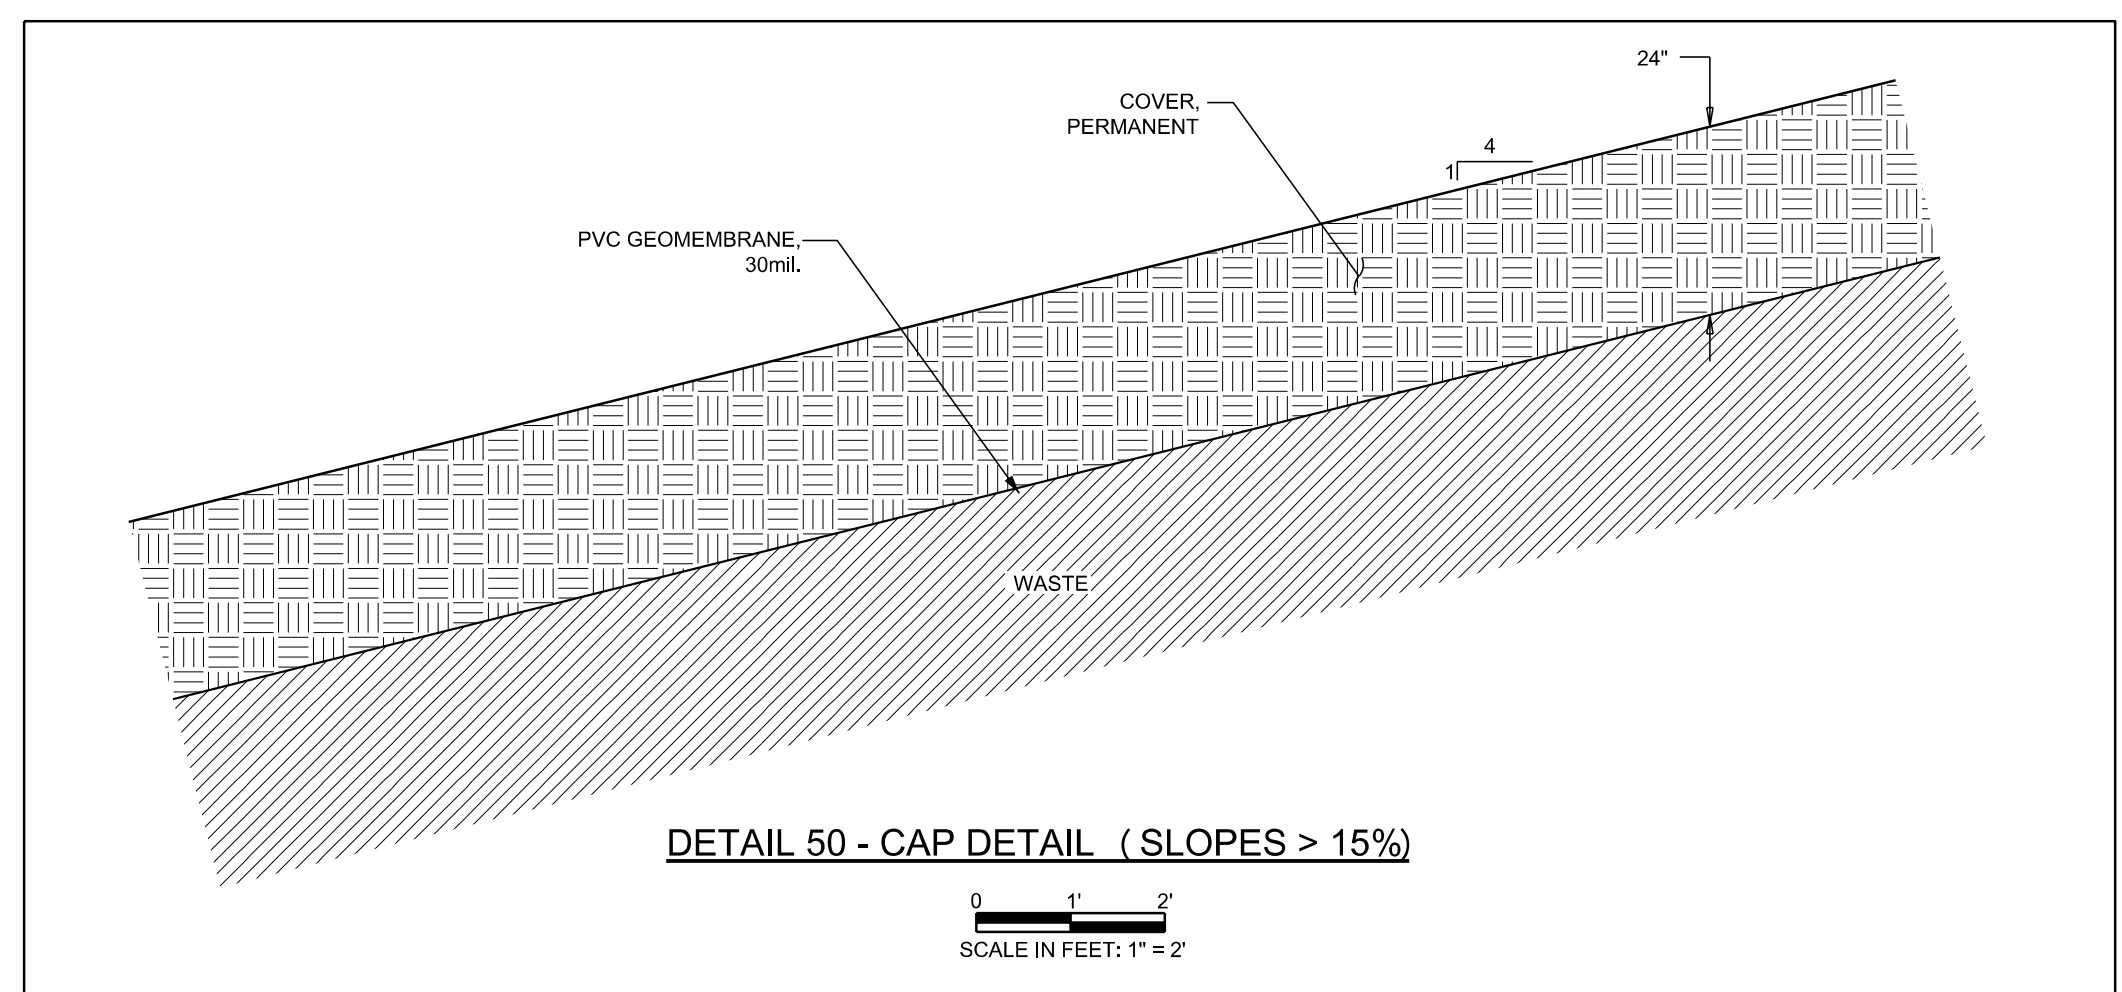 24"
COVER,
PERMANENT
4
1
PVC GEOMEMBRANE,
30mil.
WASTE
DETAIL 50 - CAP DETAIL ( SLOPES > 15%)
0 1' 2'
SCALE IN FEET: 1" = 2'